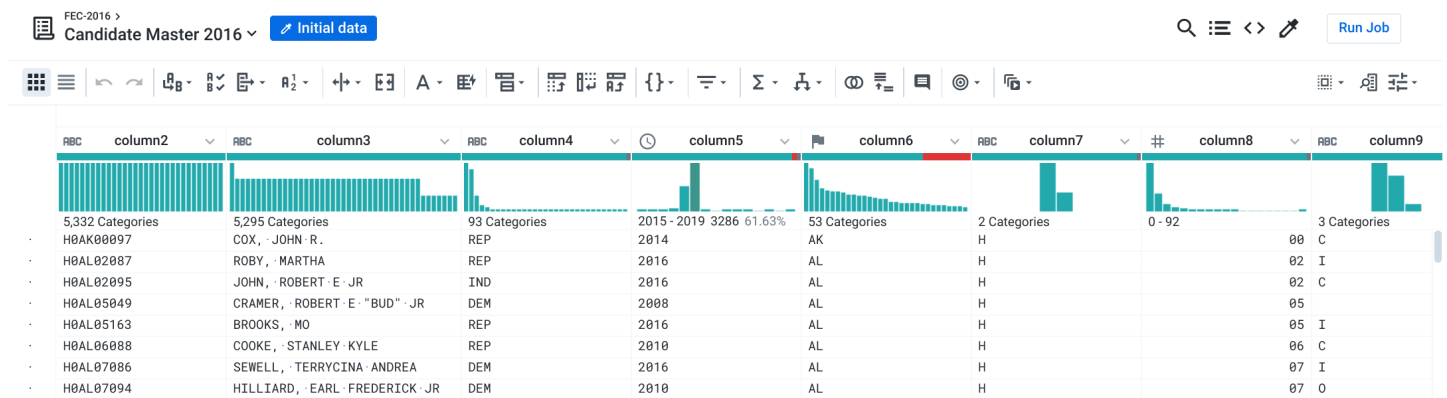 FEC-2016 >
Candidate Master 2016
Initial data
Run Job
ABC column2 ABC column3 ABC column4 column5 column6 ABC column7 # column8 ABC column9
5,332 Categories 5,295 Categories 93 Categories 2015 - 2019 3286 61.63% 53 Categories 2 Categories 0 - 92 3 Categories
H0AK00097 COX,·JOHN·R. REP 2014 AK H 00 C
H0AL02087 ROBY,·MARTHA REP 2016 AL H 02 I
H0AL02095 JOHN,·ROBERT·E·JR IND 2016 AL H 02 C
H0AL05049 CRAMER,·ROBERT·E·"BUD"·JR DEM 2008 AL H 05
H0AL05163 BROOKS,·MO REP 2016 AL H 05 I
H0AL06088 COOKE,·STANLEY·KYLE REP 2010 AL H 06 C
H0AL07086 SEWELL,·TERRYCINA·ANDREA DEM 2016 AL H 07 I
H0AL07094 HILLIARD,·EARL·FREDERICK·JR DEM 2010 AL H 07 O